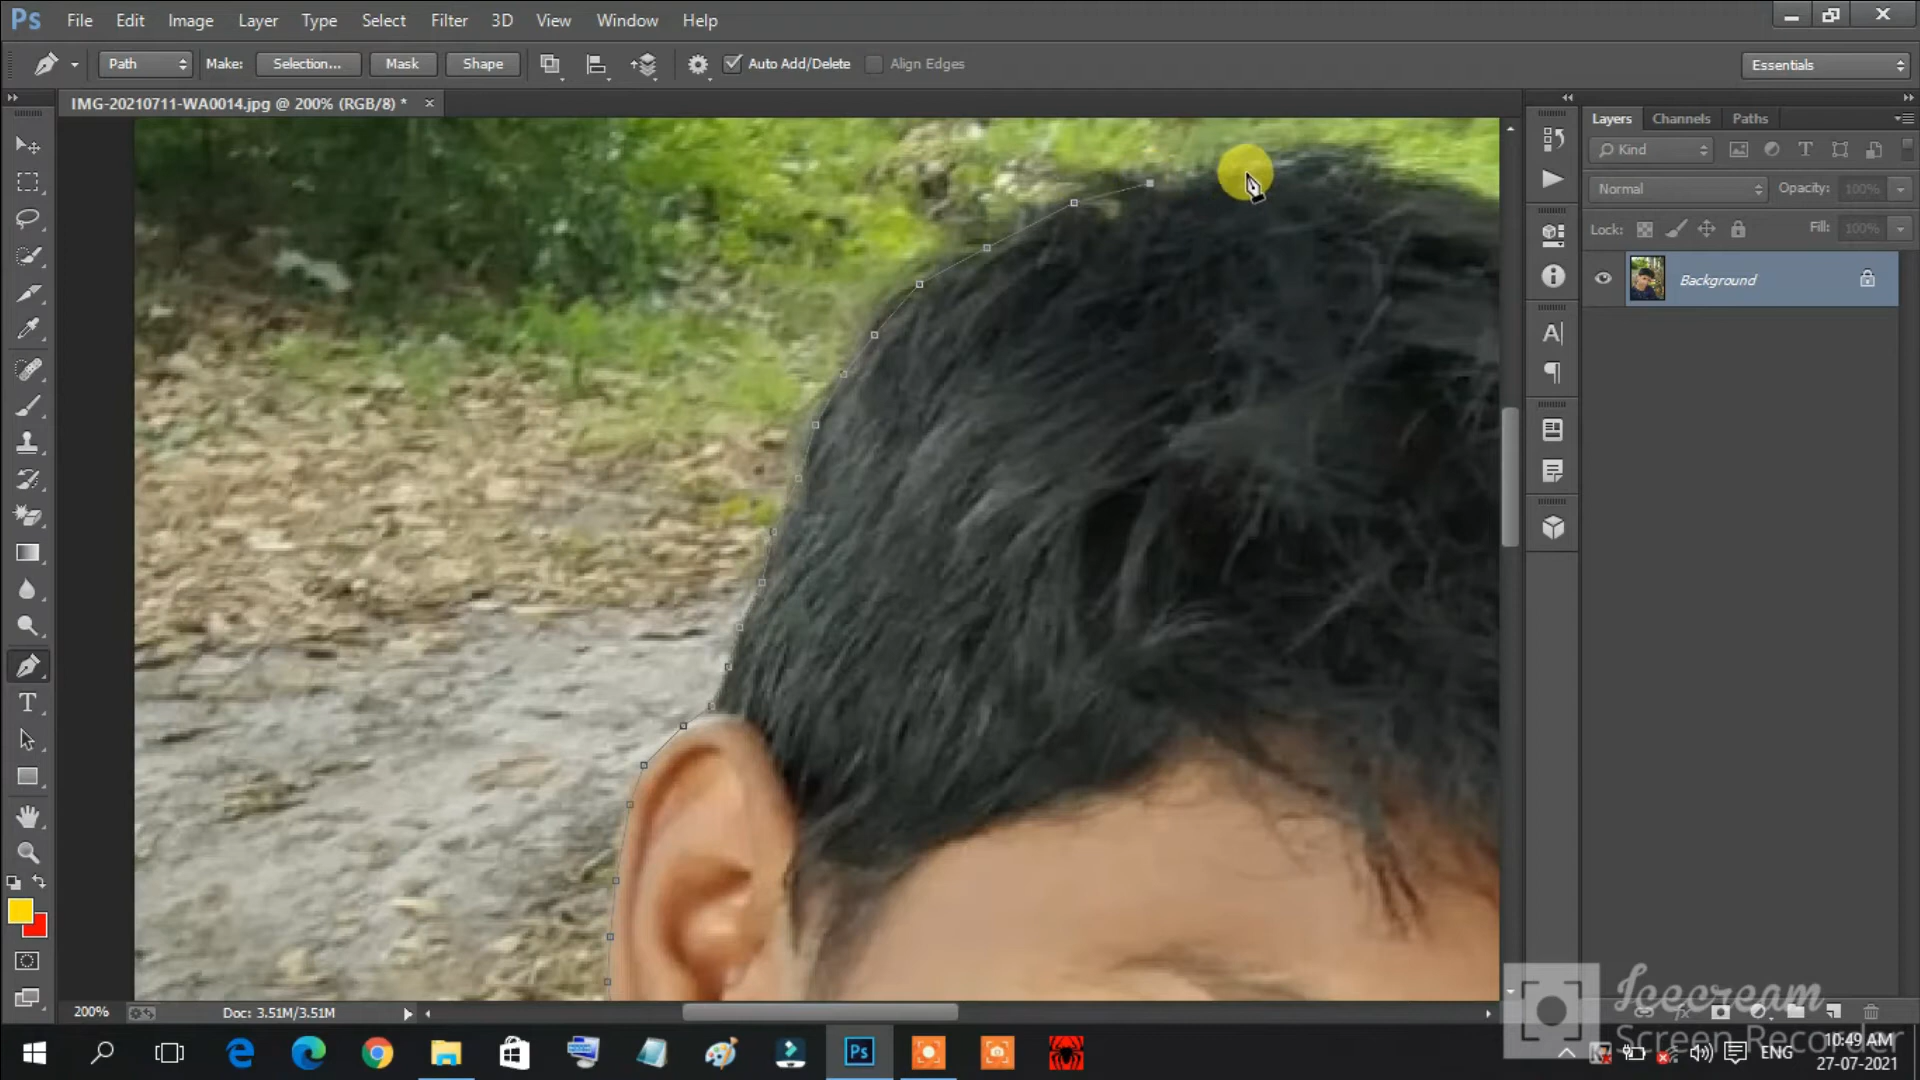 Ps File Edit Image Layer Type Select Filter 3D View Window Help
Path Make: Selection... Mask Shape Auto Add/Delete Align Edges Essentials
IMG-20210711-WA0014.jpg @ 200% (RGB/8) *
Layers Channels Paths
Kind
Normal Opacity: 100%
Lock: Fill: 100%
Background
200% Doc: 3.51M/3.51M
Icecream
Screen Recorder
Ps
ENG
10:49 AM
27-07-2021